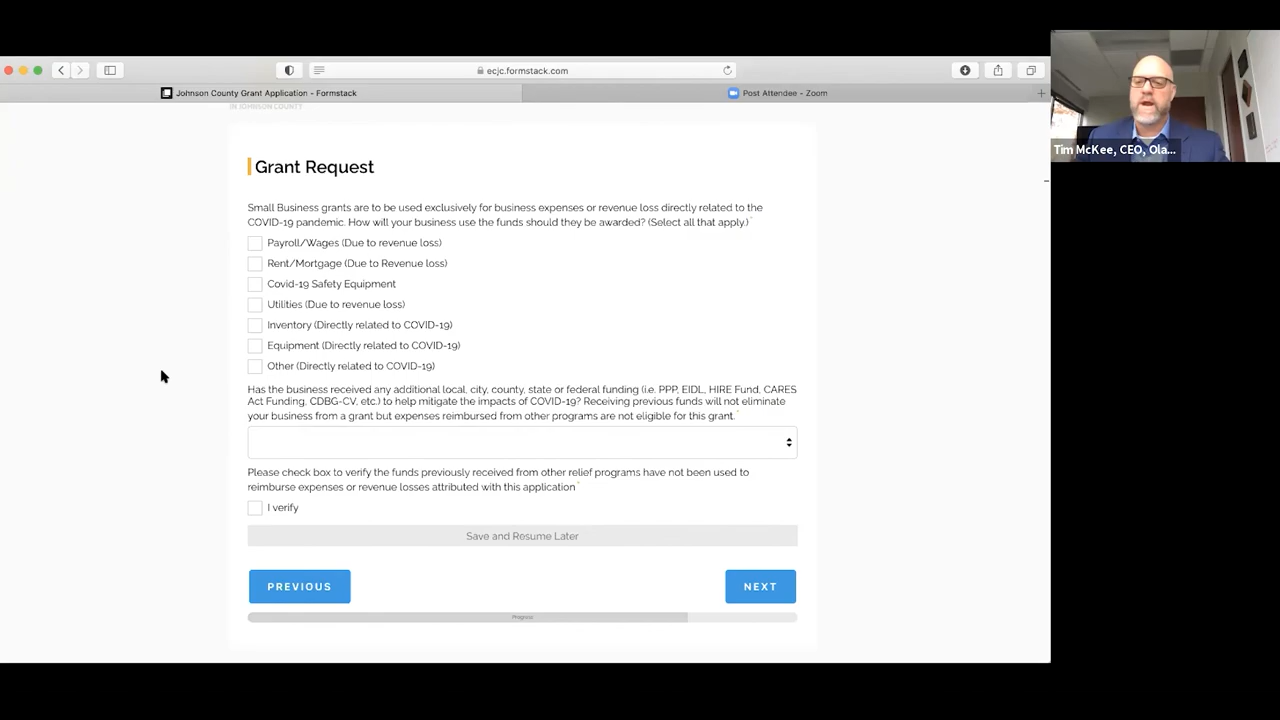 ecjc.formstack.com
Johnson County Grant Application - Formstack
Post Attendee - Zoom
IN JOHNSON COUNTY
Tim McKee, CEO, Ola...
Grant Request
Small Business grants are to be used exclusively for business expenses or revenue loss directly related to the
COVID-19 pandemic. How will your business use the funds should they be awarded? (Select all that apply.)*
Payroll/Wages (Due to revenue loss)
Rent/Mortgage (Due to Revenue loss)
Covid-19 Safety Equipment
Utilities (Due to revenue loss)
Inventory (Directly related to COVID-19)
Equipment (Directly related to COVID-19)
Other (Directly related to COVID-19)
Has the business received any additional local, city, county, state or federal funding (i.e. PPP, EIDL, HIRE Fund, CARES
Act Funding, CDBG-CV, etc.) to help mitigate the impacts of COVID-19? Receiving previous funds will not eliminate
your business from a grant but expenses reimbursed from other programs are not eligible for this grant.*
Please check box to verify the funds previously received from other relief programs have not been used to
reimburse expenses or revenue losses attributed with this application*
I verify
Save and Resume Later
PREVIOUS
NEXT
Progress